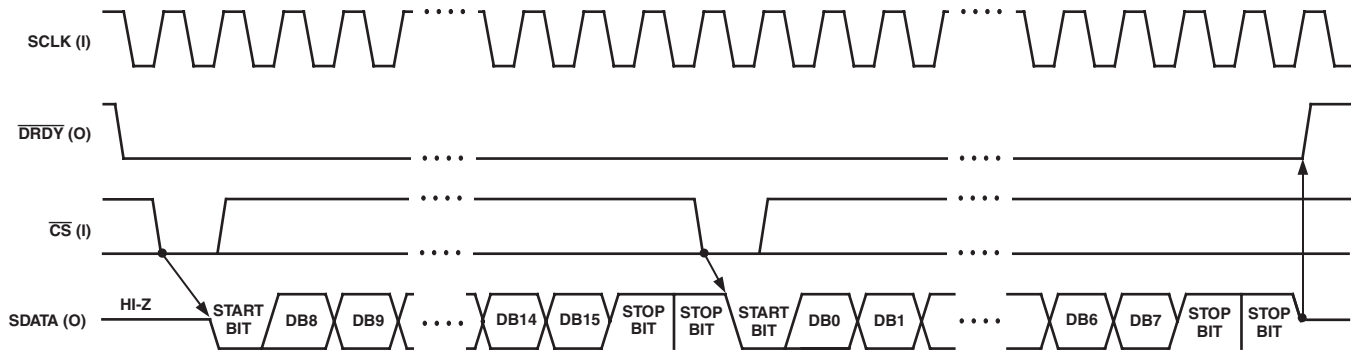 SCLK (I)
DRDY (O)
CS (I)
SDATA (O)
HI-Z
START BIT
DB8
DB9
DB14
DB15
STOP BIT
STOP BIT
START BIT
DB0
DB1
DB6
DB7
STOP BIT
STOP BIT